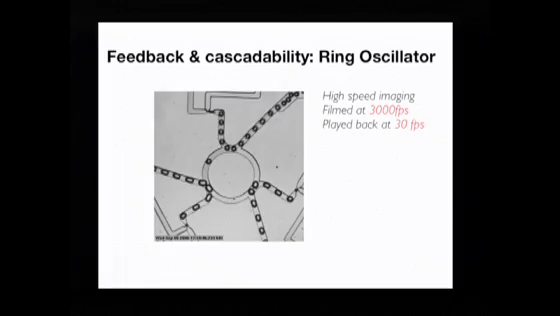 Feedback & cascadability: Ring Oscillator
High speed imaging
Filmed at 3000fps
Played back at 30 fps